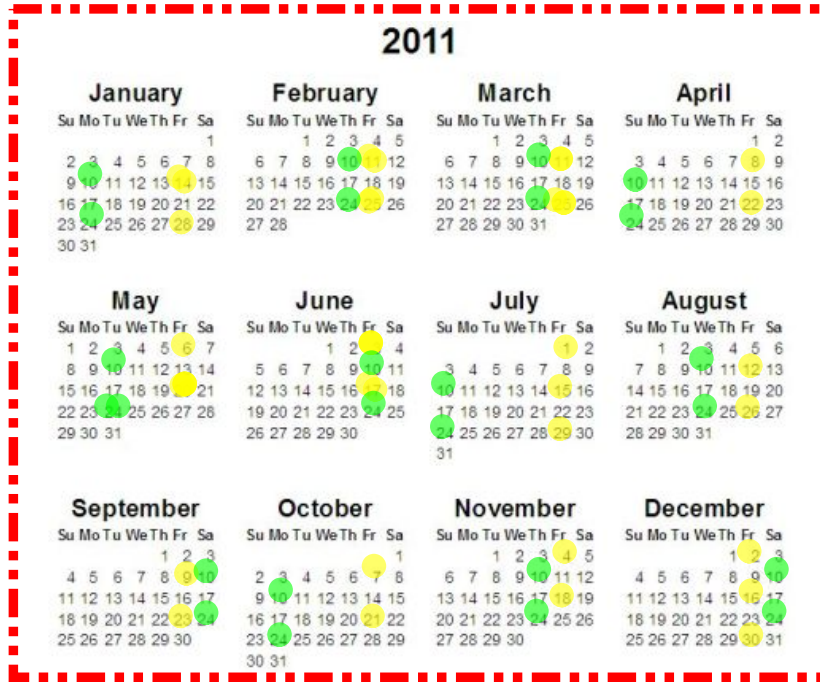 2011
January
Su Mo Tu We Th Fr Sa
1
2 3 4 5 6 7 8
9 10 11 12 13 14 15
16 17 18 19 20 21 22
23 24 25 26 27 28 29
30 31
February
Su Mo Tu We Th Fr Sa
1 2 3 4 5
6 7 8 9 10 11 12
13 14 15 16 17 18 19
20 21 22 23 24 25 26
27 28
March
Su Mo Tu We Th Fr Sa
1 2 3 4 5
6 7 8 9 10 11 12
13 14 15 16 17 18 19
20 21 22 23 24 25 26
27 28 29 30 31
April
Su Mo Tu We Th Fr Sa
1 2
3 4 5 6 7 8 9
10 11 12 13 14 15 16
17 18 19 20 21 22 23
24 25 26 27 28 29 30
May
Su Mo Tu We Th Fr Sa
1 2 3 4 5 6 7
8 9 10 11 12 13 14
15 16 17 18 19 21
22 23 24 25 26 27 28
29 30 31
June
Su Mo Tu We Th Fr Sa
1 2 4
5 6 7 8 9 10 11
12 13 14 15 16 17 18
19 20 21 22 23 24 25
26 27 28 29 30
July
Su Mo Tu We Th Fr Sa
1 2
3 4 5 6 7 8 9
10 11 12 13 14 15 16
17 18 19 20 21 22 23
24 25 26 27 28 29 30
31
August
Su Mo Tu We Th Fr Sa
1 2 3 4 5 6
7 8 9 10 11 12 13
14 15 16 17 18 19 20
21 22 23 24 25 26 27
28 29 30 31
September
Su Mo Tu We Th Fr Sa
1 2 3
4 5 6 7 8 9 10
11 12 13 14 15 16 17
18 19 20 21 22 23 24
25 26 27 28 29 30
October
Su Mo Tu We Th Fr Sa
1
2 3 4 5 6 7 8
9 10 11 12 13 14 15
16 17 18 19 20 21 22
23 24 25 26 27 28 29
30 31
November
Su Mo Tu We Th Fr Sa
1 2 3 4 5
6 7 8 9 10 11 12
13 14 15 16 17 18 19
20 21 22 23 24 25 26
27 28 29 30
December
Su Mo Tu We Th Fr Sa
1 2 3
4 5 6 7 8 9 10
11 12 13 14 15 16 17
18 19 20 21 22 23 24
25 26 27 28 29 30 31